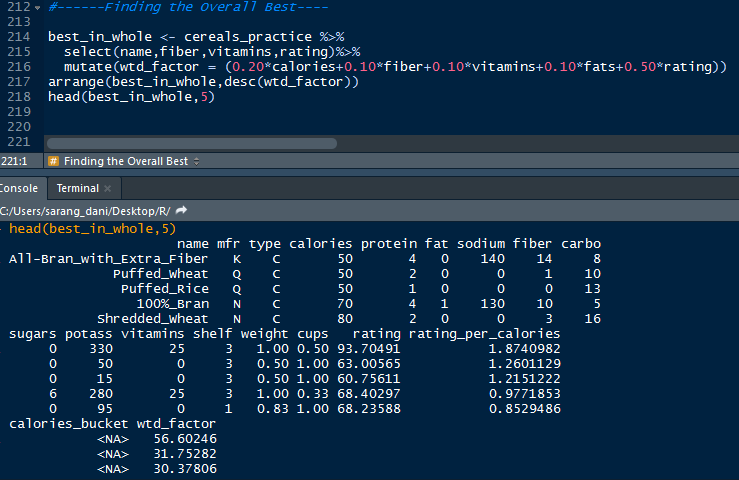 212 #------Finding the Overall Best----
213
214 best_in_whole <- cereals_practice %>%
215 select(name,fiber,vitamins,rating)%>%
216 mutate(wtd_factor = (0.20*calories+0.10*fiber+0.10*vitamins+0.10*fats+0.50*rating))
217 arrange(best_in_whole,desc(wtd_factor))
218 head(best_in_whole,5)
219
220
221
221:1 # Finding the Overall Best
Console Terminal
C:/Users/sarang_dani/Desktop/R/
head(best_in_whole,5)
name mfr type calories protein fat sodium fiber carbo
All-Bran_with_Extra_Fiber K C 50 4 0 140 14 8
Puffed_Wheat Q C 50 2 0 0 1 10
Puffed_Rice Q C 50 1 0 0 0 13
100%_Bran N C 70 4 1 130 10 5
Shredded_Wheat N C 80 2 0 0 3 16
sugars potass vitamins shelf weight cups rating rating_per_calories
0 330 25 3 1.00 0.50 93.70491 1.8740982
0 50 0 3 0.50 1.00 63.00565 1.2601129
0 15 0 3 0.50 1.00 60.75611 1.2151222
6 280 25 3 1.00 0.33 68.40297 0.9771853
0 95 0 1 0.83 1.00 68.23588 0.8529486
calories_bucket wtd_factor
<NA> 56.60246
<NA> 31.75282
<NA> 30.37806